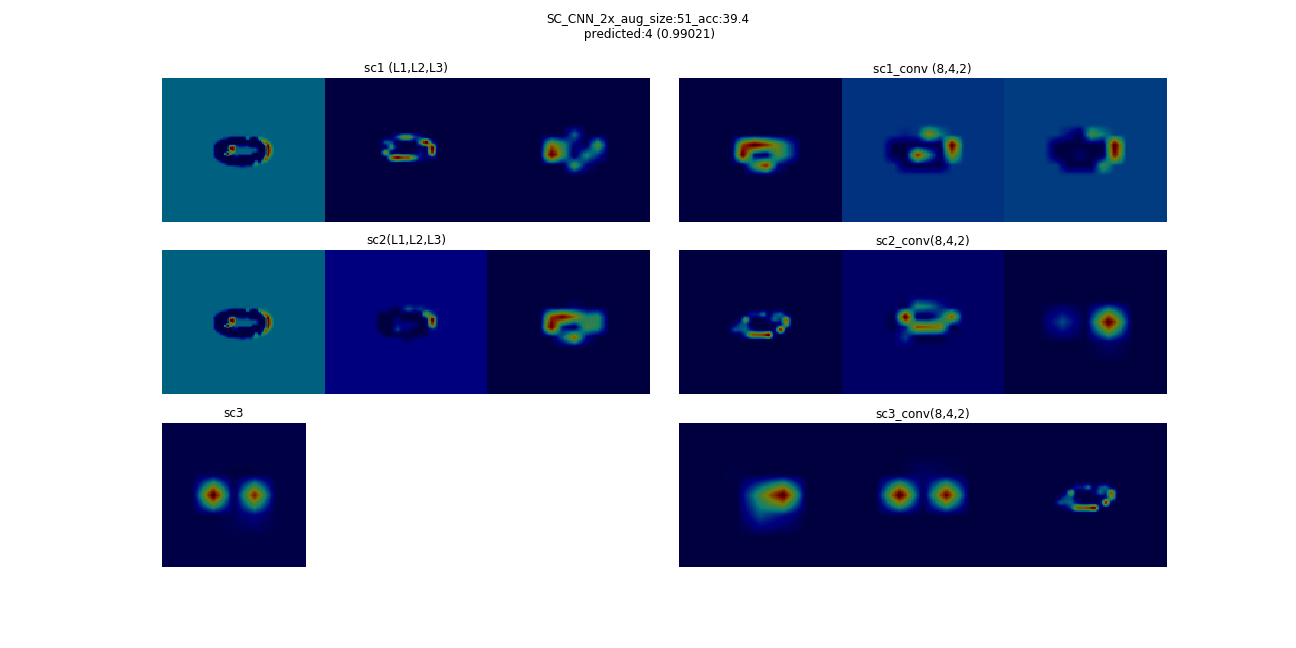 SC_CNN_2x_aug_size:51_acc:39.4
predicted:4 (0.99021)
sc1 (L1,L2,L3)
sc1_conv (8,4,2)
sc2(L1,L2,L3)
sc2_conv(8,4,2)
sc3
sc3_conv(8,4,2)